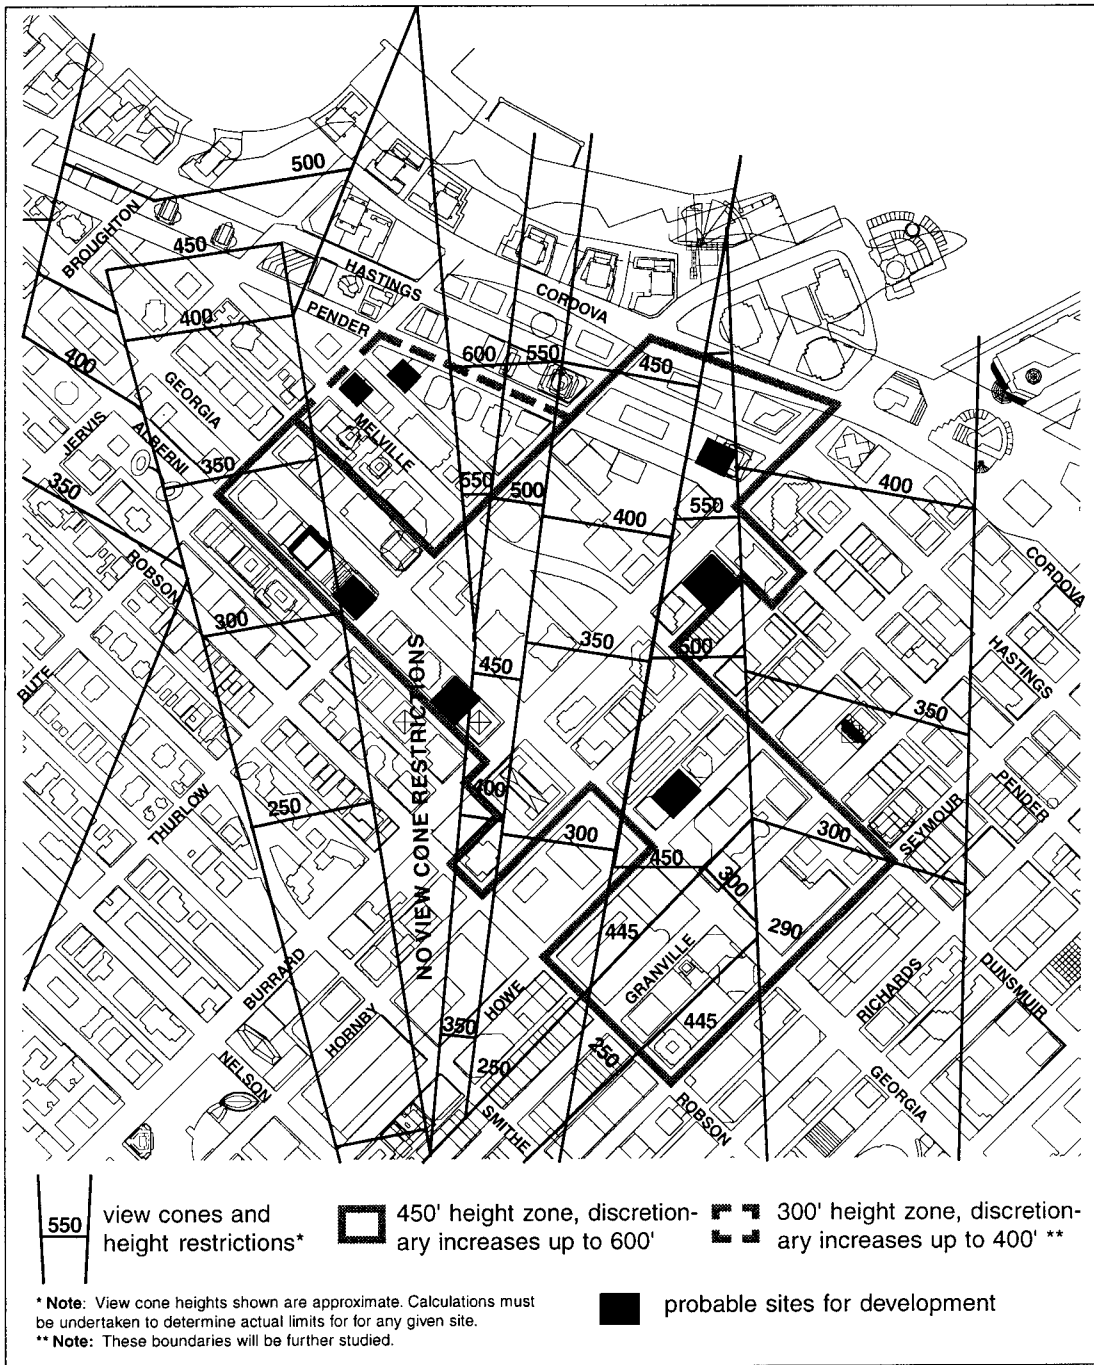 500
BROUGHTON
450
HASTINGS
CORDOVA
400
PENDER
600
550
450
400
GEORGIA
JERVIS
ALBERNI
MELVILLE
350
350
550
500
400
550
400
ROBSON
CORDOVA
300
NO VIEW CONE RESTRICTIONS
350
500
450
HASTINGS
BUTE
350
400
PENDER
THURLOW
250
300
450
300
300
SEYMOUR
445
290
GRANVILLE
BURRARD
HOWE
445
RICHARDS
DUNSMUIR
HORNBY
350
250
250
NELSON
SMITHE
ROBSON
GEORGIA
550
view cones and
height restrictions*
450' height zone, discretion-
ary increases up to 600'
300' height zone, discretion-
ary increases up to 400' **
* Note: View cone heights shown are approximate. Calculations must
be undertaken to determine actual limits for for any given site.
** Note: These boundaries will be further studied.
probable sites for development